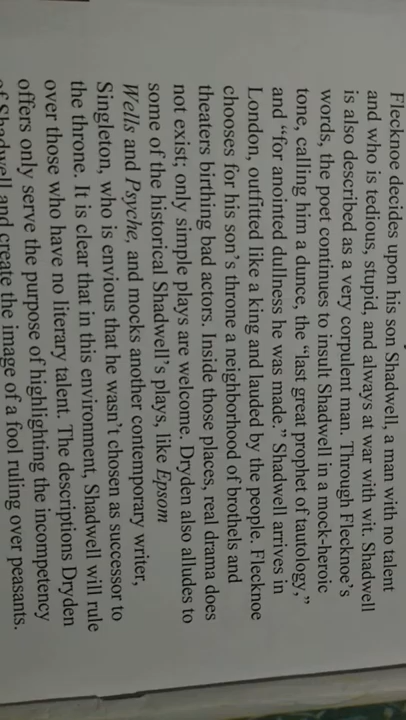 Flecknoe decides upon his son Shadwell, a man with no talent
and who is tedious, stupid, and always at war with wit. Shadwell
is also described as a very corpulent man. Through Flecknoe's
words, the poet continues to insult Shadwell in a mock-heroic
tone, calling him a dunce, the “last great prophet of tautology,”
and “for anointed dullness he was made.” Shadwell arrives in
London, outfitted like a king and lauded by the people. Flecknoe
chooses for his son's throne a neighborhood of brothels and
theaters birthing bad actors. Inside those places, real drama does
not exist; only simple plays are welcome. Dryden also alludes to
some of the historical Shadwell's plays, like Epsom
Wells and Psyche, and mocks another contemporary writer,
Singleton, who is envious that he wasn't chosen as successor to
the throne. It is clear that in this environment, Shadwell will rule
over those who have no literary talent. The descriptions Dryden
offers only serve the purpose of highlighting the incompetency
of Shadwell and create the image of a fool ruling over peasants.